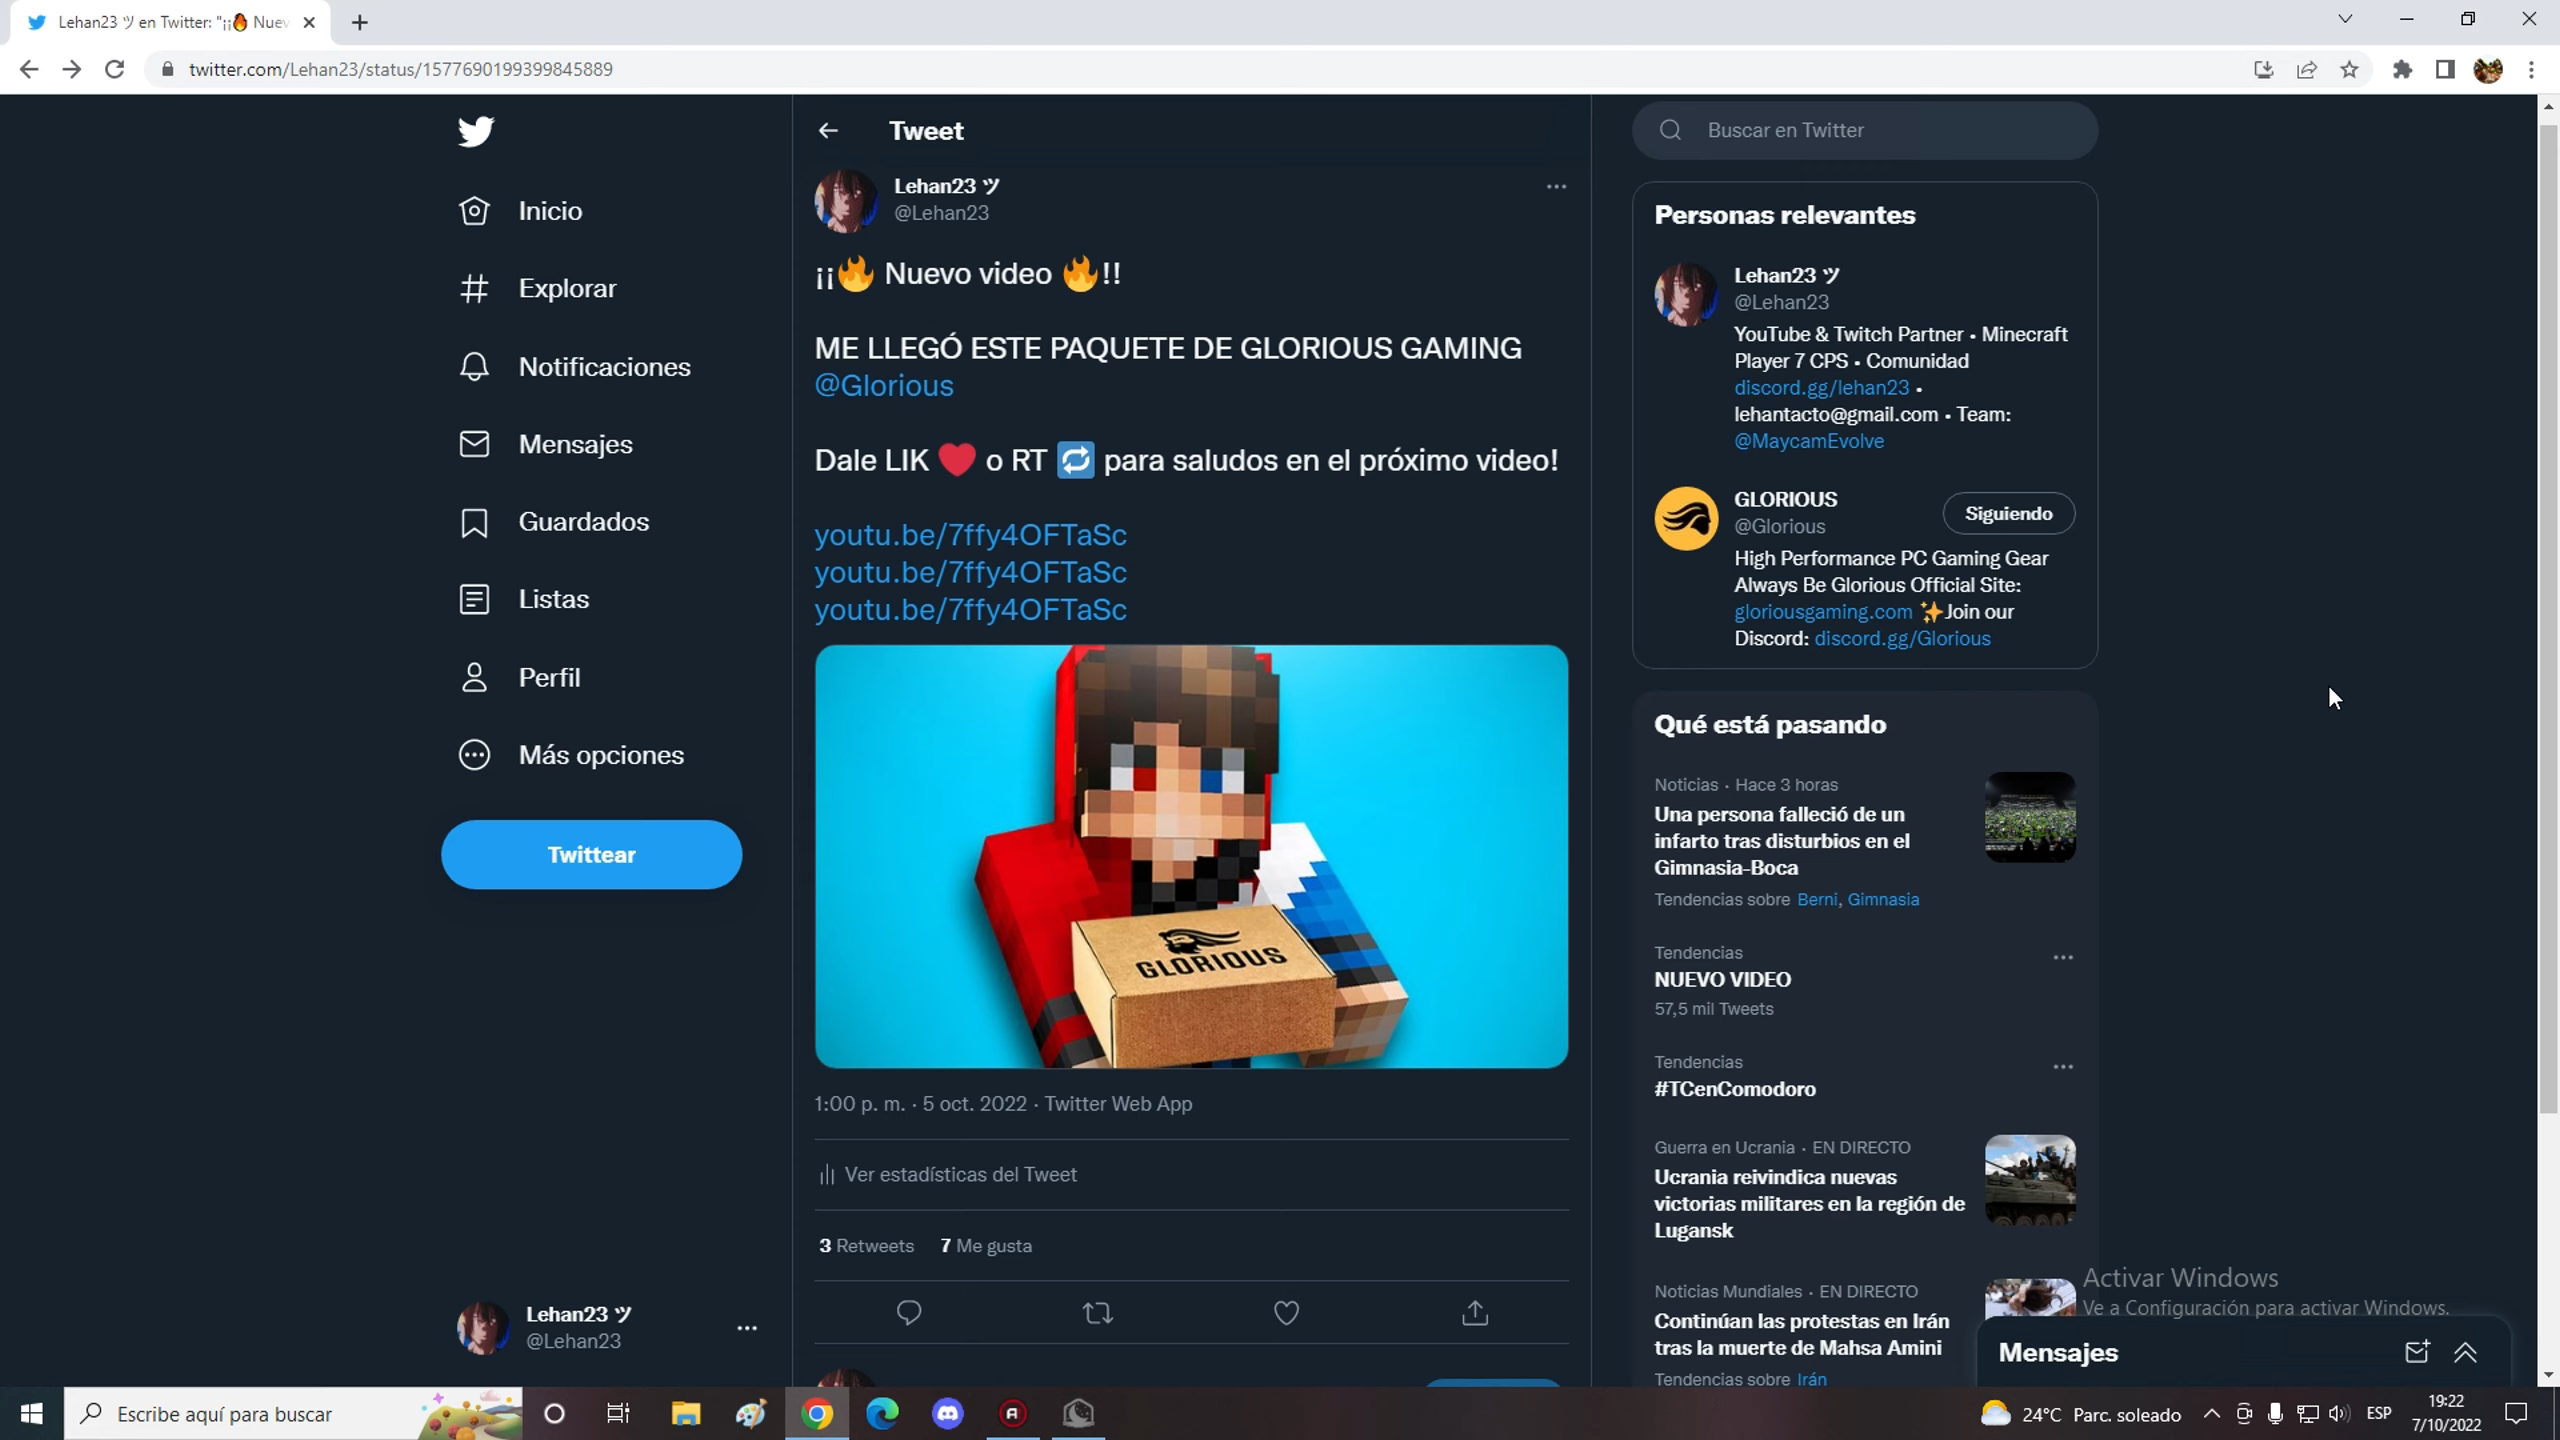 Lehan23 ツ en Twitter: "¡¡🔥 Nuev
twitter.com/Lehan23/status/1577690199399845889
Inicio
Explorar
Notificaciones
Mensajes
Guardados
Listas
Perfil
Más opciones
Twittear
Lehan23 ツ
@Lehan23
Tweet
Lehan23 ツ
@Lehan23
¡¡🔥 Nuevo video 🔥!!
ME LLEGÓ ESTE PAQUETE DE GLORIOUS GAMING
@Glorious
Dale LIK ❤️ o RT 🔁 para saludos en el próximo video!
youtu.be/7ffy4OFTaSc
youtu.be/7ffy4OFTaSc
youtu.be/7ffy4OFTaSc
GLORIOUS
1:00 p. m. · 5 oct. 2022 · Twitter Web App
Ver estadísticas del Tweet
3 Retweets 7 Me gusta
Buscar en Twitter
Personas relevantes
Lehan23 ツ
@Lehan23
YouTube & Twitch Partner • Minecraft
Player 7 CPS • Comunidad
discord.gg/lehan23 •
lehantacto@gmail.com • Team:
@MaycamEvolve
GLORIOUS
@Glorious
Siguiendo
High Performance PC Gaming Gear
Always Be Glorious Official Site:
gloriousgaming.com ✨Join our
Discord: discord.gg/Glorious
Qué está pasando
Noticias · Hace 3 horas
Una persona falleció de un
infarto tras disturbios en el
Gimnasia-Boca
Tendencias sobre Berni, Gimnasia
Tendencias
NUEVO VIDEO
57,5 mil Tweets
Tendencias
#TCenComodoro
Guerra en Ucrania · EN DIRECTO
Ucrania reivindica nuevas
victorias militares en la región de
Lugansk
Noticias Mundiales · EN DIRECTO
Continúan las protestas en Irán
tras la muerte de Mahsa Amini
Tendencias sobre Irán
Activar Windows
Ve a Configuración para activar Windows.
Mensajes
Escribe aquí para buscar
24°C Parc. soleado
ESP
19:22
7/10/2022